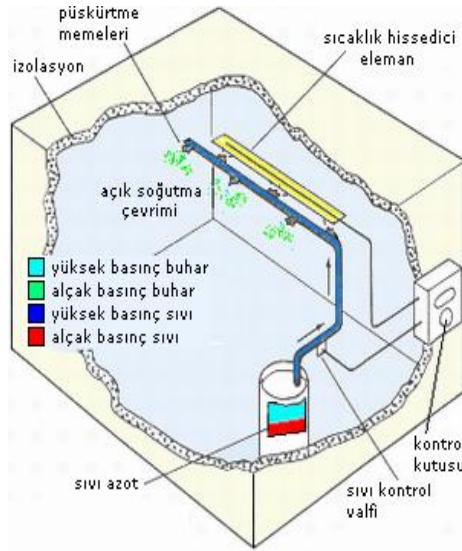 püskürtme
memeleri
sıcaklık hissedici
eleman
izolasyon
açık soğutma
çevrimi
yüksek basınç buhar
alçak basınç buhar
yüksek basınç sıvı
alçak basınç sıvı
kontro
kutusu
sıvı azot
sıvı kontrol
valfi